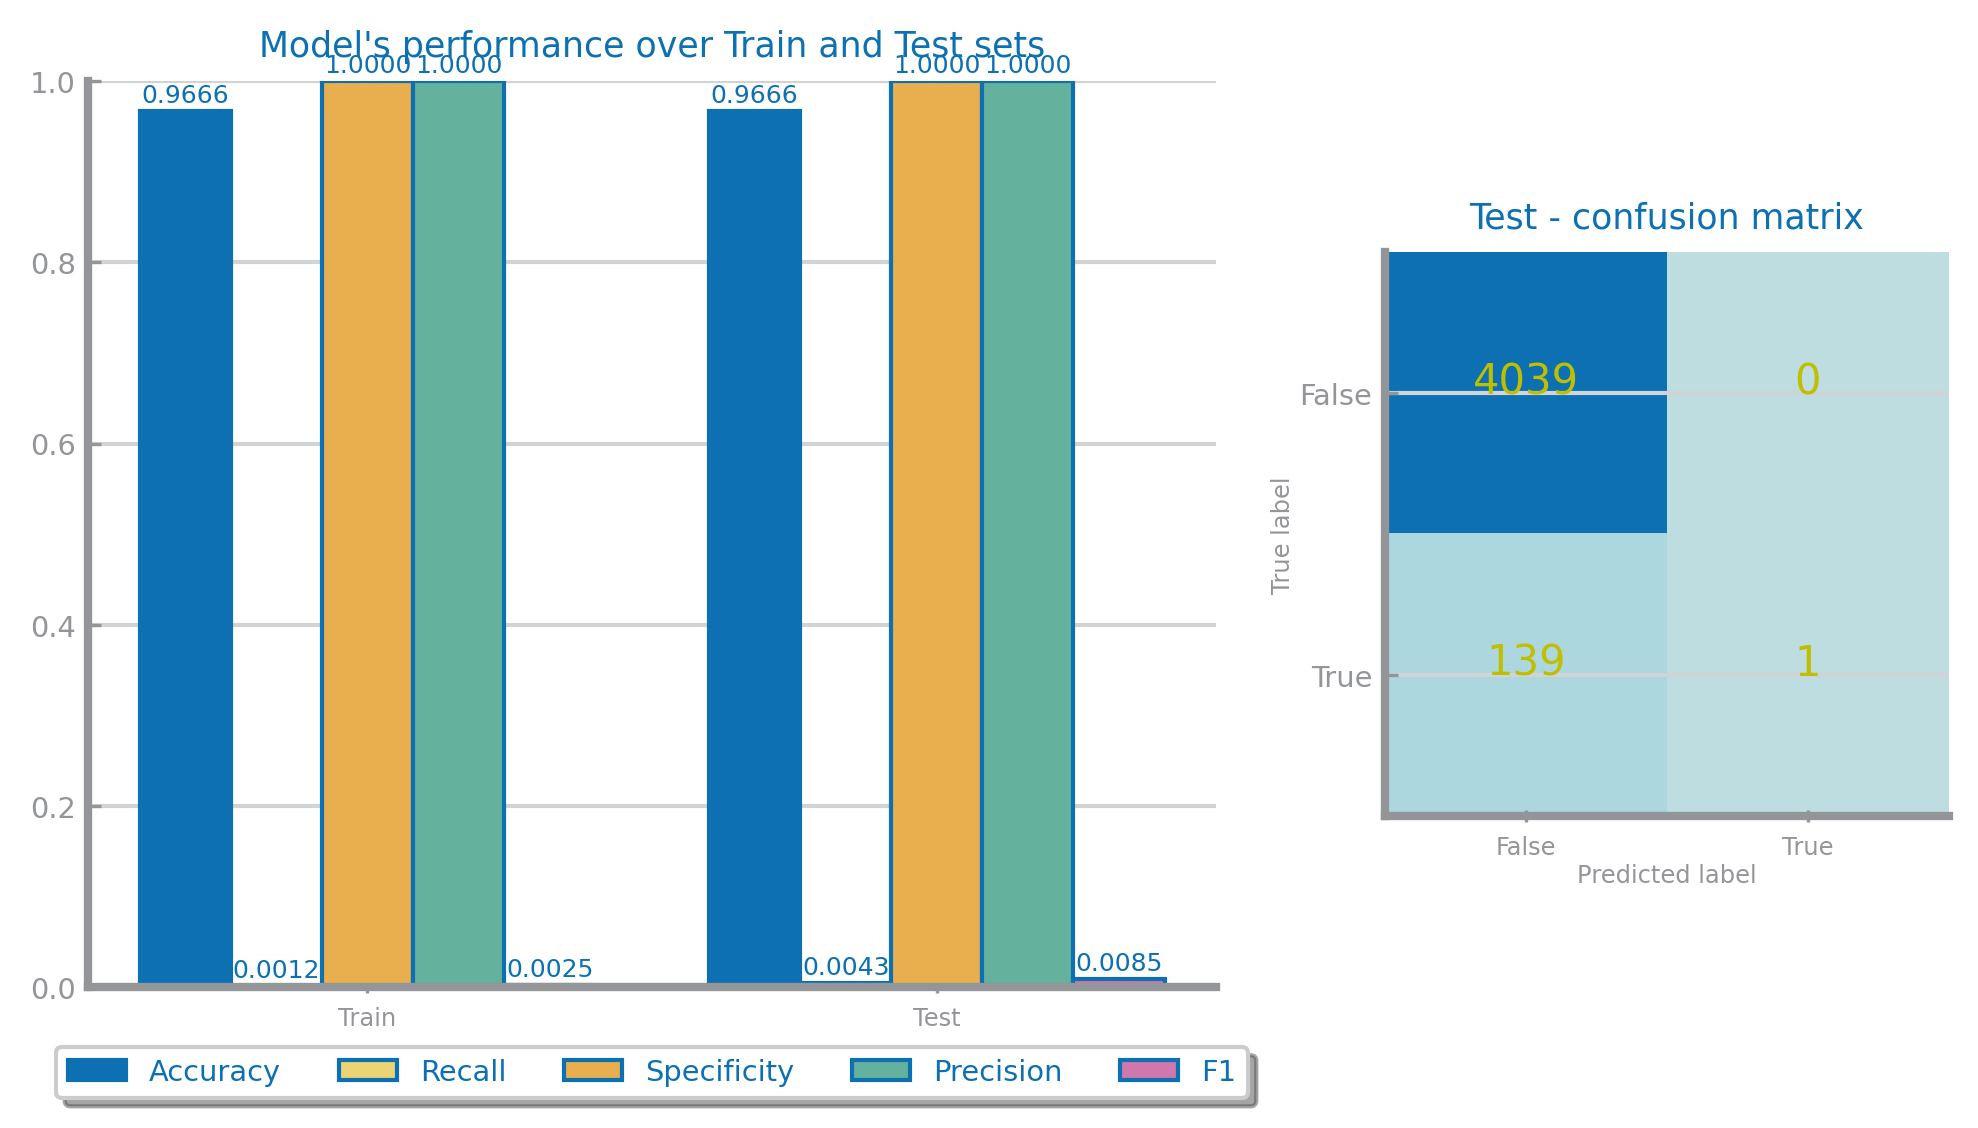 Model's performance over Train and Test sets
1.0000 1.0000 1.0000 1.0000
1.0
0.9666 0.9666
0.8
0.6
0.4
0.2
0.0012 0.0025 0.0043 0.0085
0.0
Train Test
Accuracy Recall Specificity Precision F1
Test - confusion matrix
4039 0
False
True label
139 1
True
False True
Predicted label